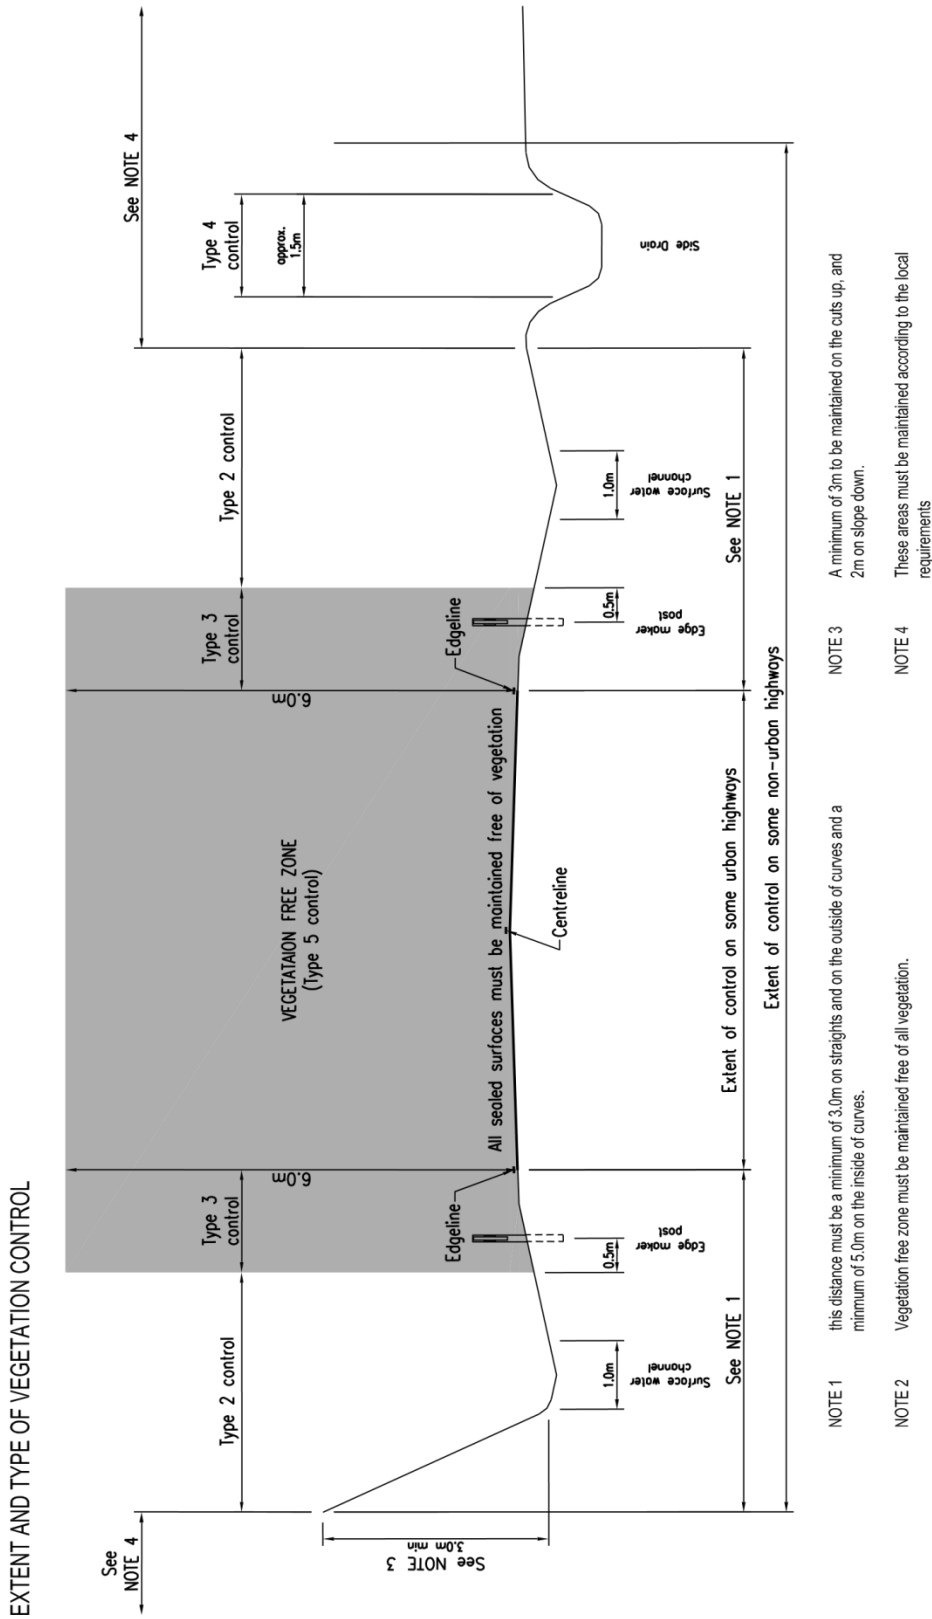 EXTENT AND TYPE OF VEGETATION CONTROL
See
NOTE 4
Type 2 control
Type 3
control
VEGETATAION FREE ZONE
(Type 5 control)
Type 3
control
Type 2 control
Type 4
control
approx.
1.5m
See NOTE 4
6.0m
6.0m
See NOTE 3
3.0m min
Edgeline
All sealed surfaces must be maintained free of vegetation
Edgeline
Centreline
1.0m
Surface water
channel
0.5m
Edge maker
post
0.5m
Edge maker
post
1.0m
Surface water
channel
Side Drain
See NOTE 1
Extent of control on some urban highways
See NOTE 1
Extent of control on some non-urban highways
NOTE 1
this distance must be a minimum of 3.0m on straights and on the outside of curves and a
minmum of 5.0m on the inside of curves.
NOTE 2
Vegetation free zone must be maintained free of all vegetation.
NOTE 3
A minimum of 3m to be maintained on the cuts up, and
2m on slope down.
NOTE 4
These areas must be maintained according to the local
requirements